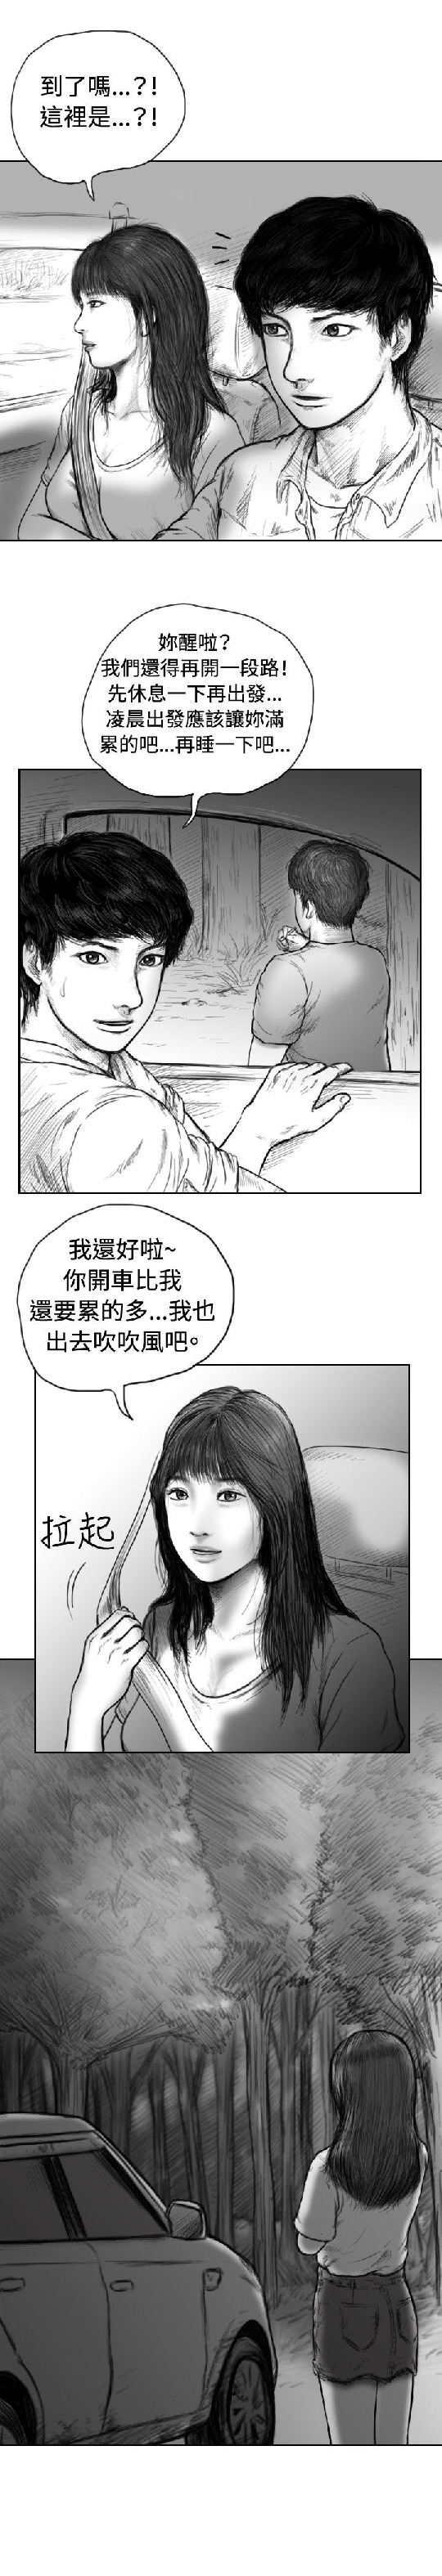 到了嗎...?!
這裡是...?!
妳醒啦?
我們還得再開一段路!
先休息一下再出發...
凌晨出發應該讓妳滿
累的吧...再睡一下吧...
我還好啦~
你開車比我
還要累的多...我也
出去吹吹風吧。
拉起